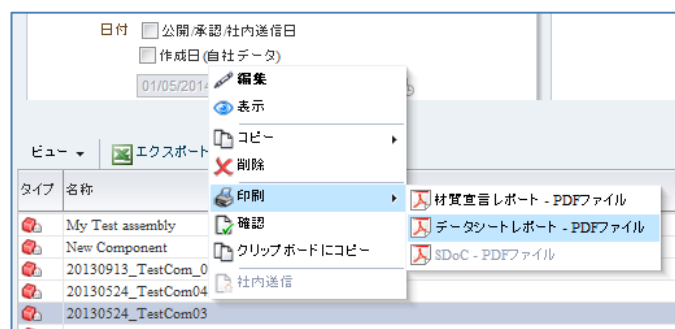 日付 公開/承認/社内送信日
作成日(自社データ)
01/05/2014
編集
表示
コピー
削除
印刷
確認
クリップボードにコピー
社内送信
材質宣言レポート - PDFファイル
データシートレポート - PDFファイル
SDoC - PDFファイル
ビュー エクスポート
タイプ 名称
My Test assembly
New Component
20130913_TestCom_0
20130524_TestCom04
20130524_TestCom03